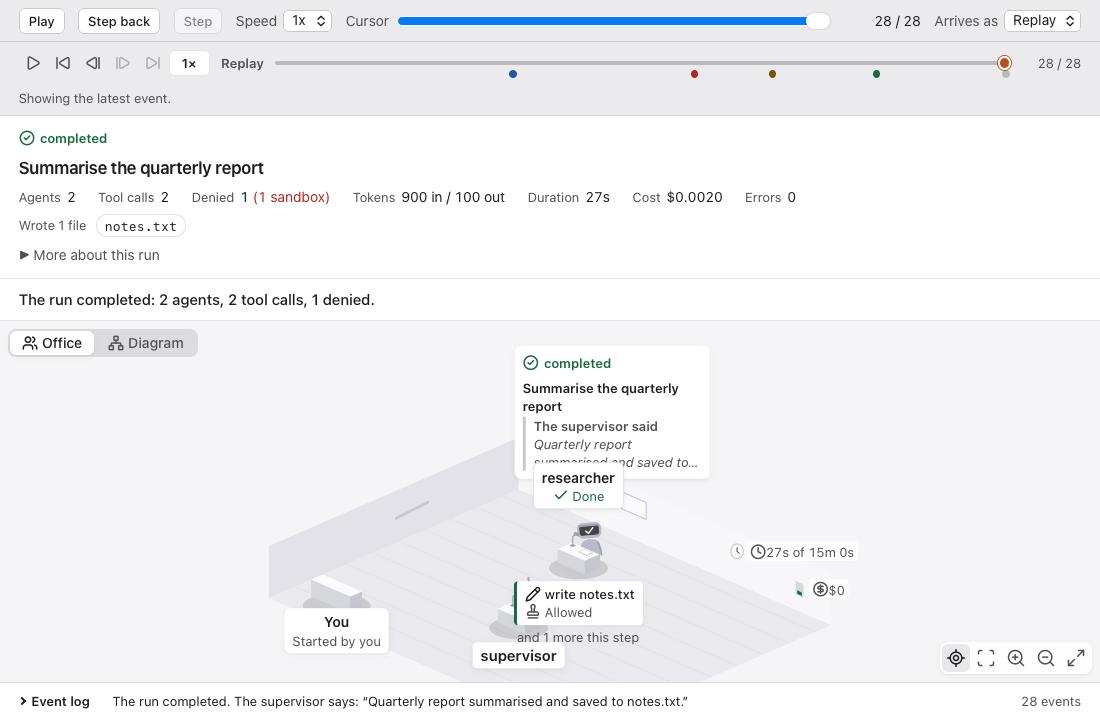 Play Step back Step Speed 1x Cursor 28 / 28 Arrives as Replay
1x Replay 28 / 28
Showing the latest event.
completed
Summarise the quarterly report
Agents 2 Tool calls 2 Denied 1 (1 sandbox) Tokens 900 in / 100 out Duration 27s Cost $0.0020 Errors 0
Wrote 1 file notes.txt
More about this run
The run completed: 2 agents, 2 tool calls, 1 denied.
Office Diagram
completed
Summarise the quarterly
report
The supervisor said
Quarterly report
summarised and saved to…
researcher
Done
27s of 15m 0s
$0
write notes.txt
Allowed
and 1 more this step
You
Started by you
supervisor
Event log The run completed. The supervisor says: “Quarterly report summarised and saved to notes.txt.” 28 events